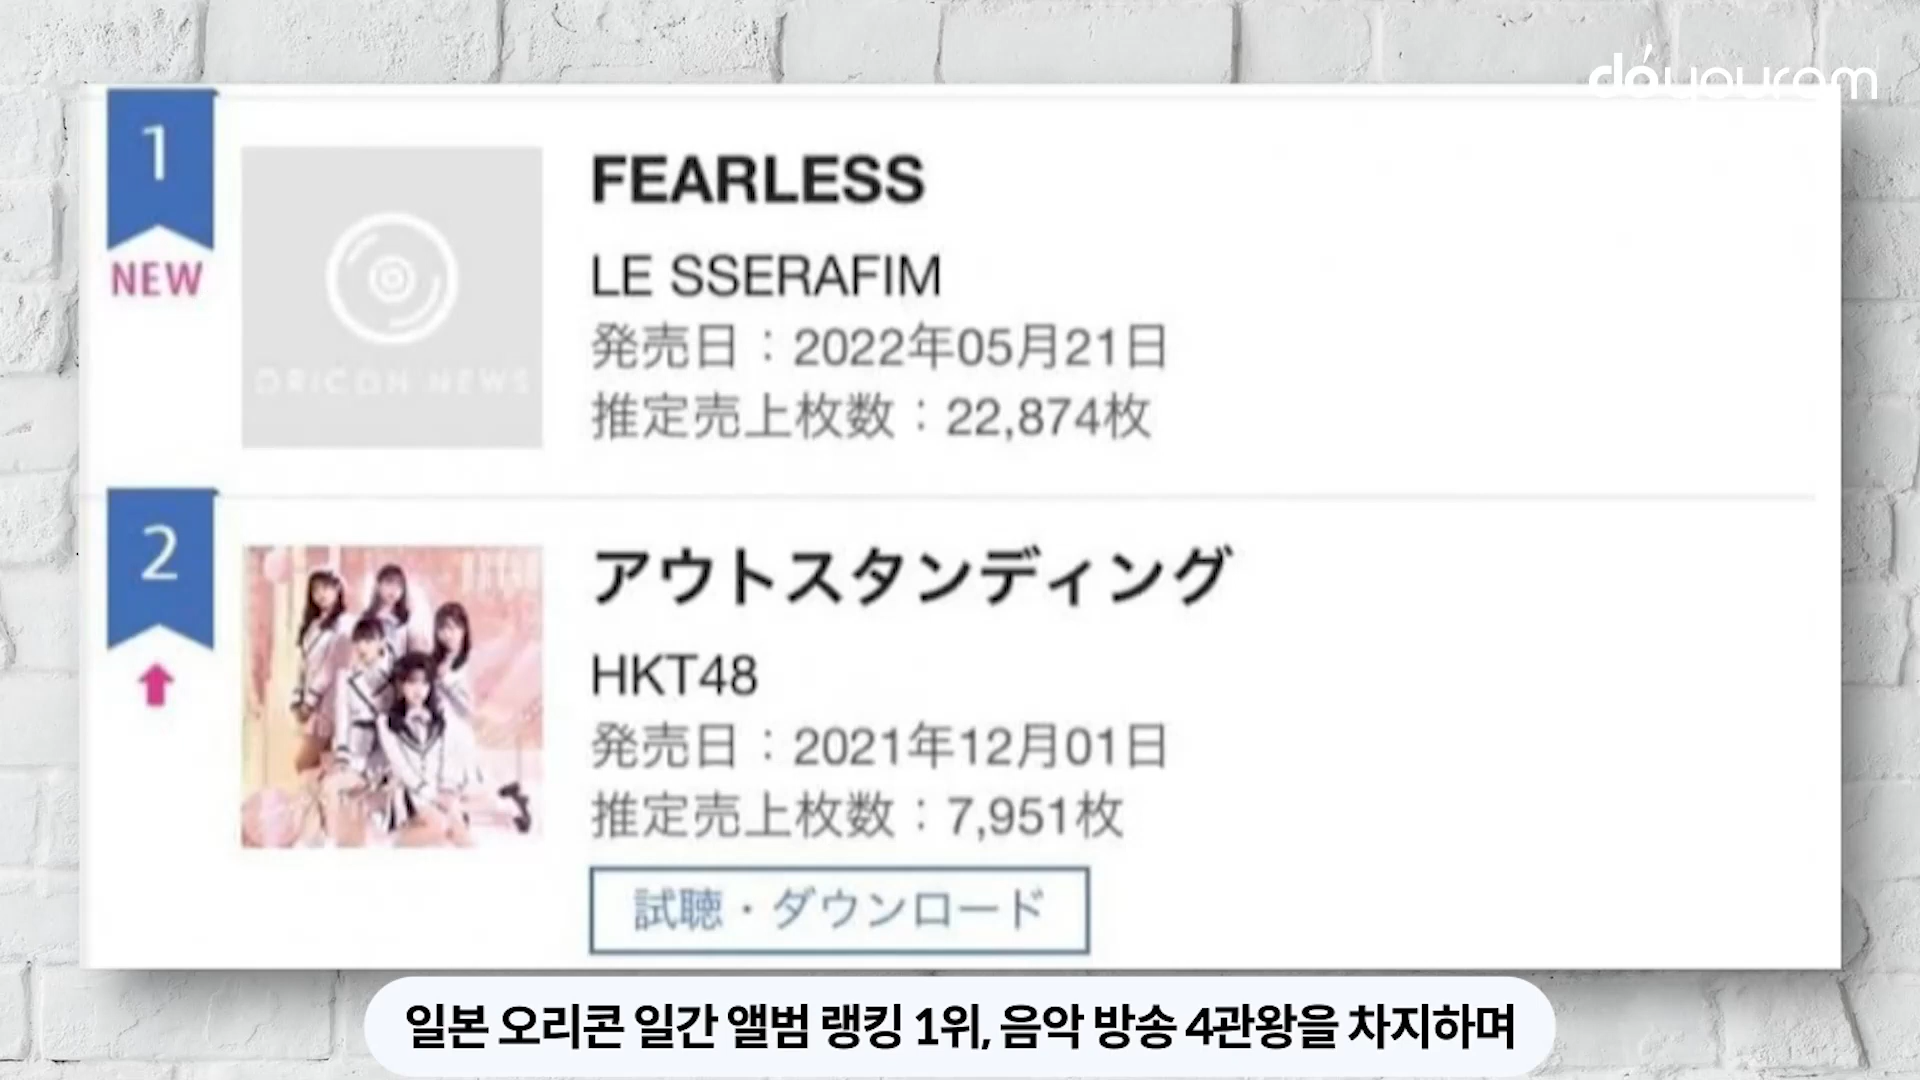 dóyouram
1
NEW
ORICON NEWS
FEARLESS
LE SSERAFIM
発売日：2022年05月21日
推定売上枚数：22,874枚
2
アウトスタンディング
HKT48
発売日：2021年12月01日
推定売上枚数：7,951枚
試聴・ダウンロード
일본 오리콘 일간 앨범 랭킹 1위, 음악 방송 4관왕을 차지하며